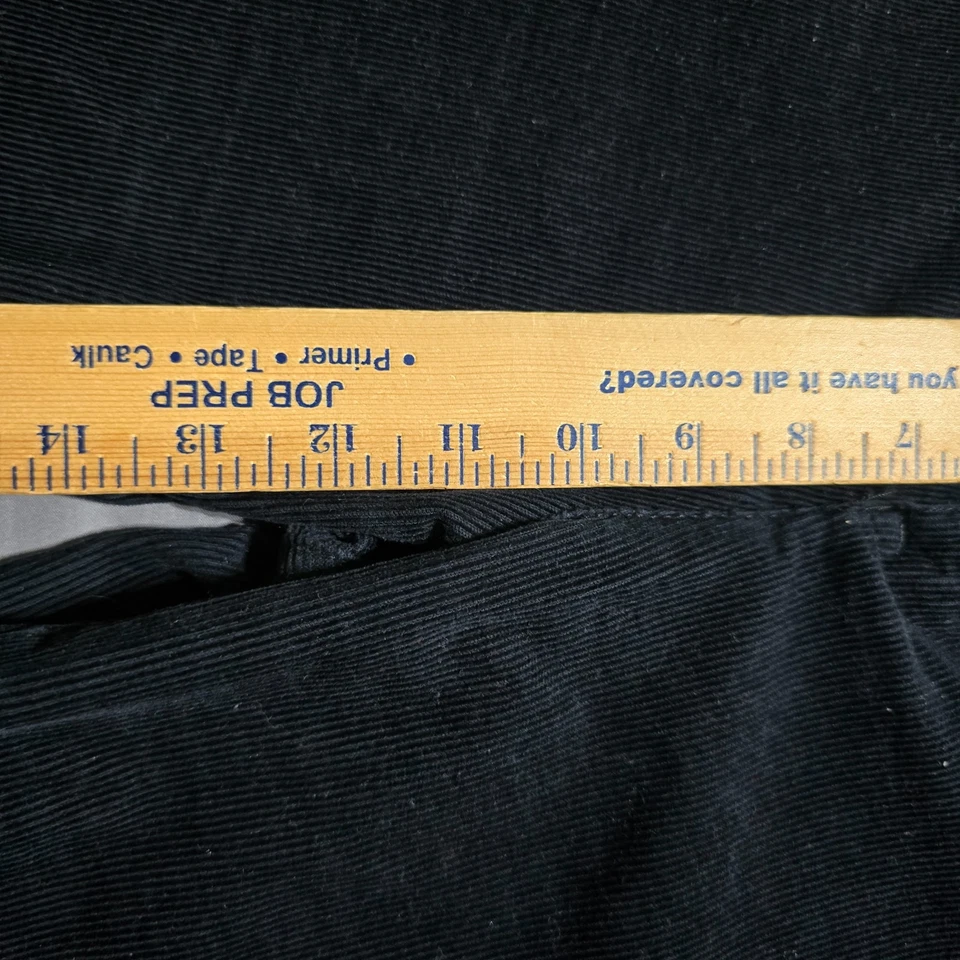 7 8 9 10 11 12 13 14
JOB PREP
you have it all covered?
• Primer • Tape • Caulk